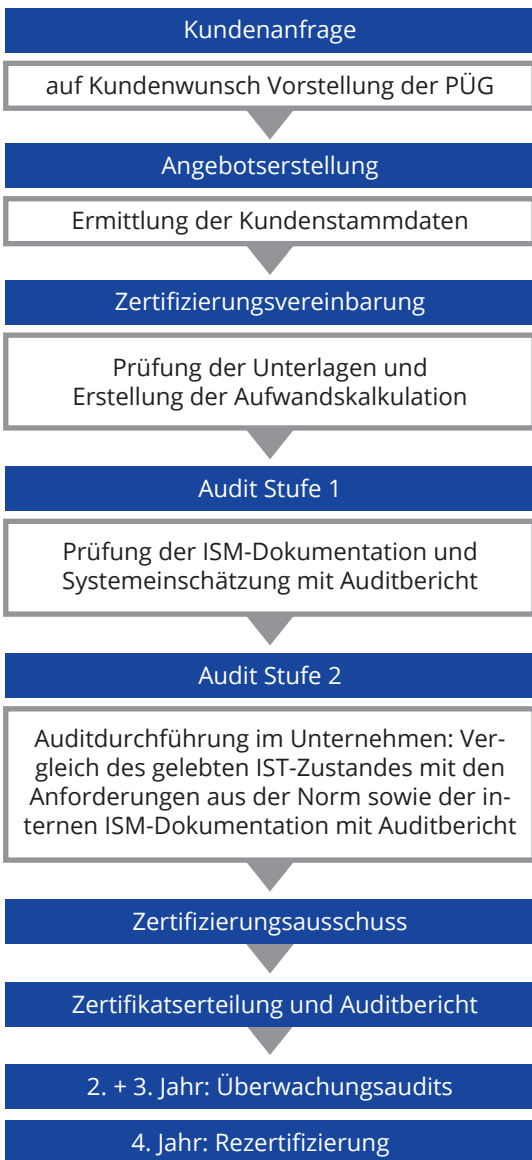 Kundenanfrage
auf Kundenwunsch Vorstellung der PÜG
Angebotserstellung
Ermittlung der Kundenstammdaten
Zertifizierungsvereinbarung
Prüfung der Unterlagen und
Erstellung der Aufwandskalkulation
Audit Stufe 1
Prüfung der ISM-Dokumentation und
Systemeinschätzung mit Auditbericht
Audit Stufe 2
Auditdurchführung im Unternehmen: Ver-
gleich des gelebten IST-Zustandes mit den
Anforderungen aus der Norm sowie der in-
ternen ISM-Dokumentation mit Auditbericht
Zertifizierungsausschuss
Zertifikatserteilung und Auditbericht
2. + 3. Jahr: Überwachungsaudits
4. Jahr: Rezertifizierung